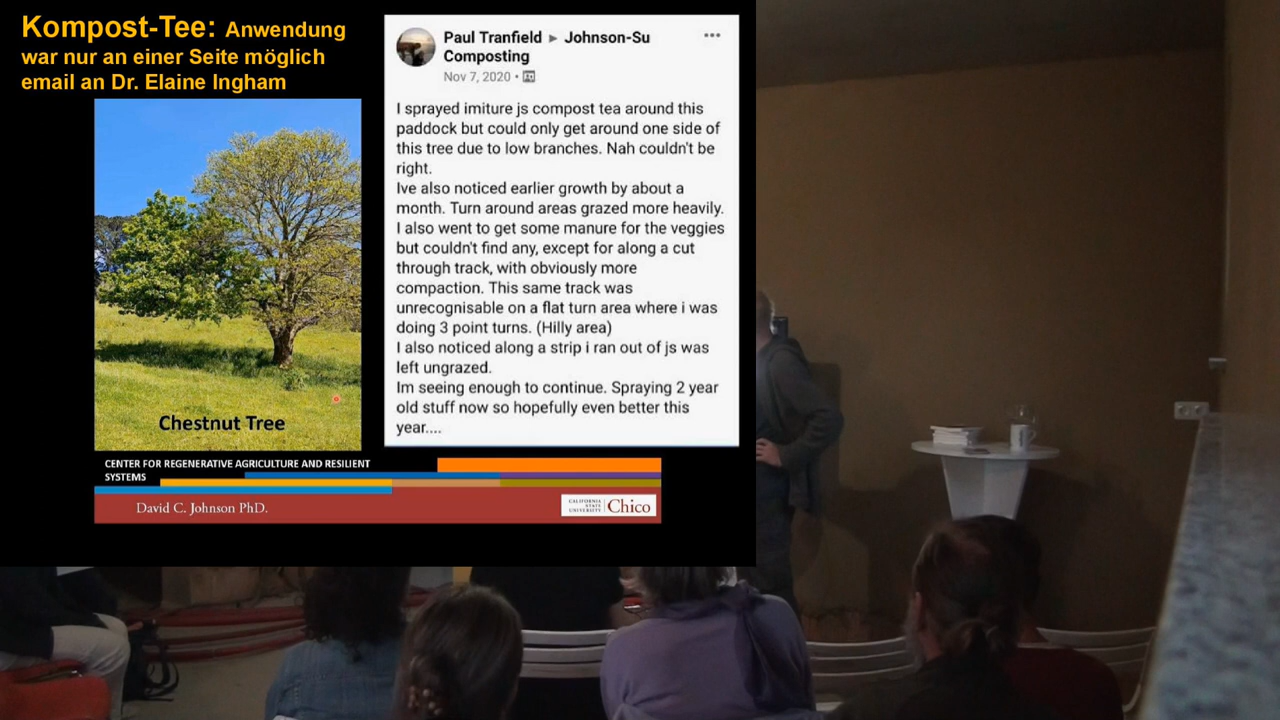 Kompost-Tee: Anwendung
war nur an einer Seite möglich
email an Dr. Elaine Ingham
Chestnut Tree
Paul Tranfield ► Johnson-Su
Composting
Nov 7, 2020 •
I sprayed imiture js compost tea around this
paddock but could only get around one side of
this tree due to low branches. Nah couldn't be
right.
Ive also noticed earlier growth by about a
month. Turn around areas grazed more heavily.
I also went to get some manure for the veggies
but couldn't find any, except for along a cut
through track, with obviously more
compaction. This same track was
unrecognisable on a flat turn area where i was
doing 3 point turns. (Hilly area)
I also noticed along a strip i ran out of js was
left ungrazed.
Im seeing enough to continue. Spraying 2 year
old stuff now so hopefully even better this
year....
CENTER FOR REGENERATIVE AGRICULTURE AND RESILIENT
SYSTEMS
David C. Johnson PhD.
CALIFORNIA
STATE
UNIVERSITY
Chico